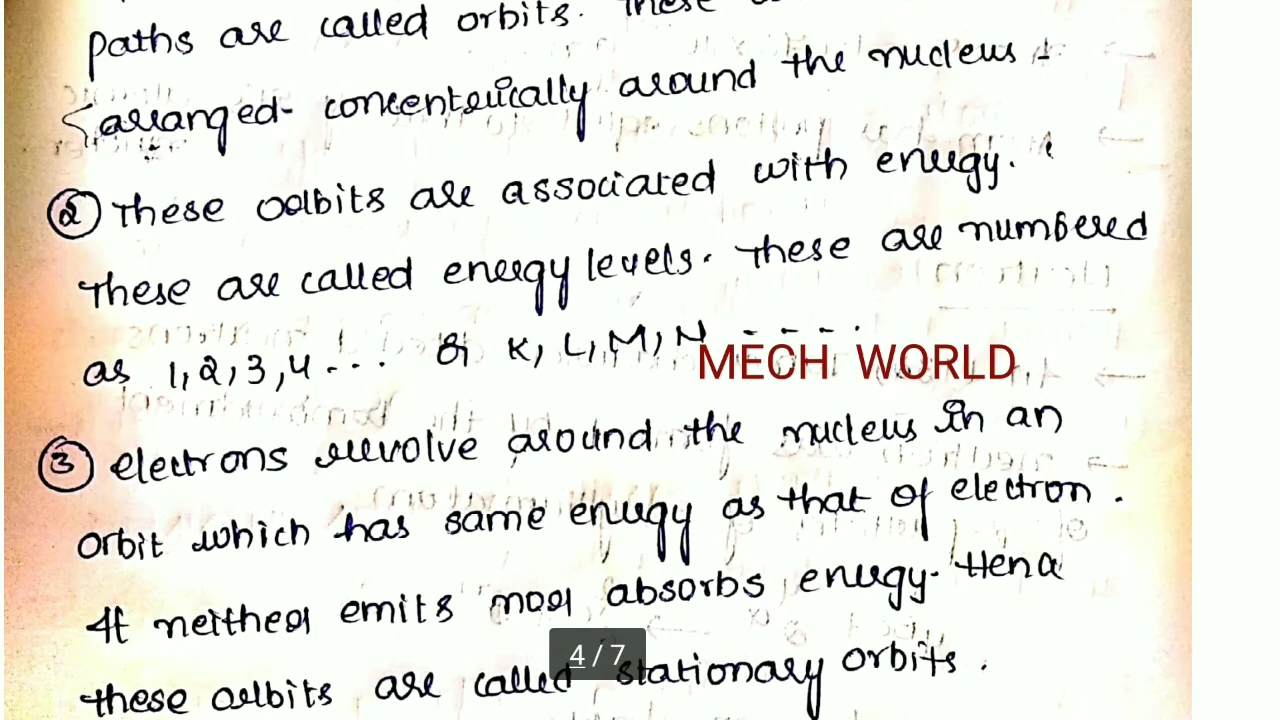 paths are called orbits. These
arranged concentrically around the nucleus.
② These orbits are associated with energy.
These are called energy levels. These are numbered
as 1, 2, 3, 4 ... or K, L, M, N - - - .
MECH WORLD
③ electrons revolve around the nucleus in an
orbit which has same energy as that of electron.
It neither emits nor absorbs energy. Hence
these orbits are called stationary orbits.
4 / 7